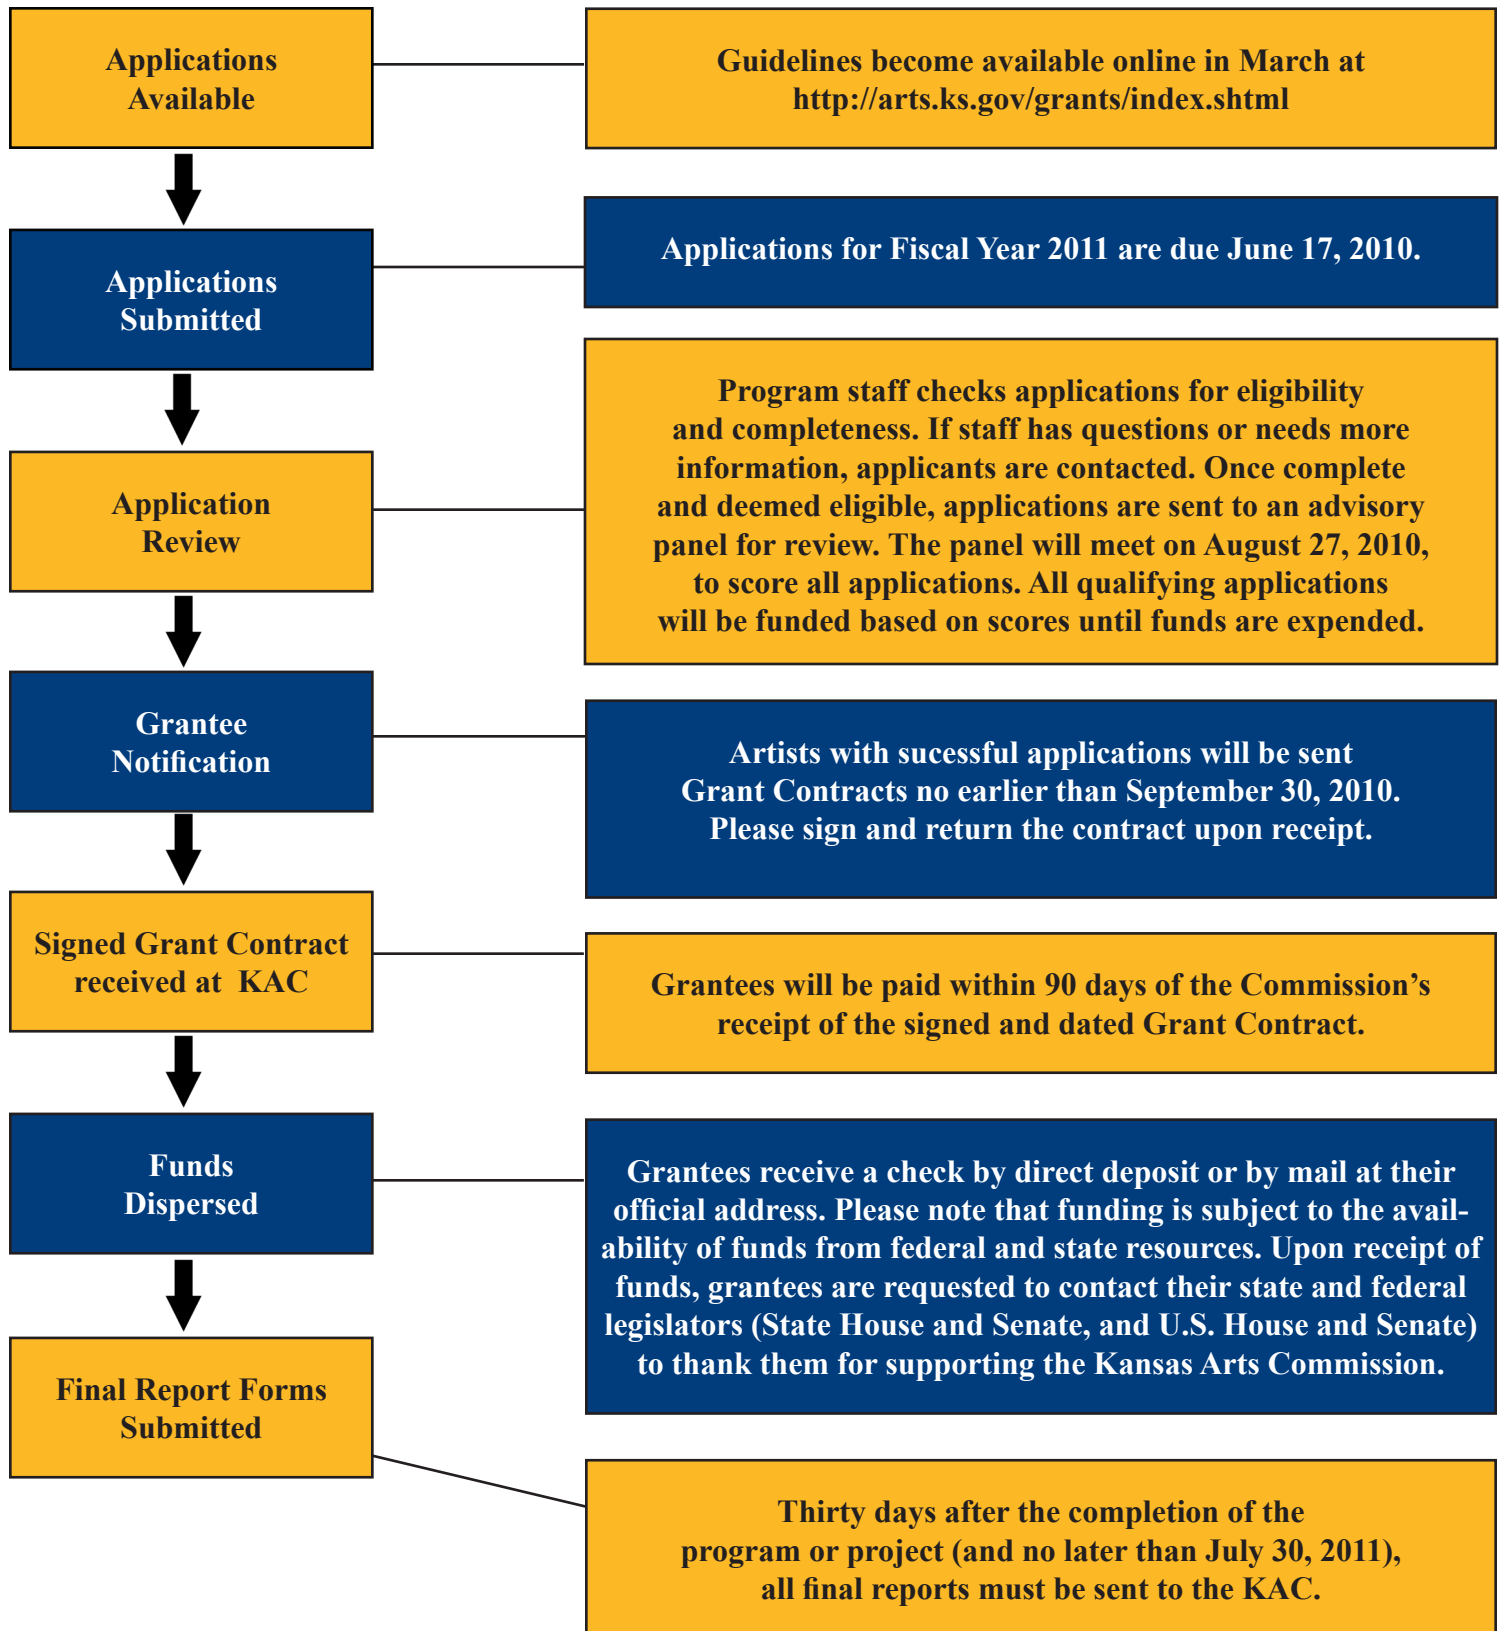 Applications
Available
Guidelines become available online in March at
http://arts.ks.gov/grants/index.shtml
Applications
Submitted
Applications for Fiscal Year 2011 are due June 17, 2010.
Application
Review
Program staff checks applications for eligibility
and completeness. If staff has questions or needs more
information, applicants are contacted. Once complete
and deemed eligible, applications are sent to an advisory
panel for review. The panel will meet on August 27, 2010,
to score all applications. All qualifying applications
will be funded based on scores until funds are expended.
Grantee
Notification
Artists with sucessful applications will be sent
Grant Contracts no earlier than September 30, 2010.
Please sign and return the contract upon receipt.
Signed Grant Contract
received at KAC
Grantees will be paid within 90 days of the Commission’s
receipt of the signed and dated Grant Contract.
Funds
Dispersed
Grantees receive a check by direct deposit or by mail at their
official address. Please note that funding is subject to the avail-
ability of funds from federal and state resources. Upon receipt of
funds, grantees are requested to contact their state and federal
legislators (State House and Senate, and U.S. House and Senate)
to thank them for supporting the Kansas Arts Commission.
Final Report Forms
Submitted
Thirty days after the completion of the
program or project (and no later than July 30, 2011),
all final reports must be sent to the KAC.